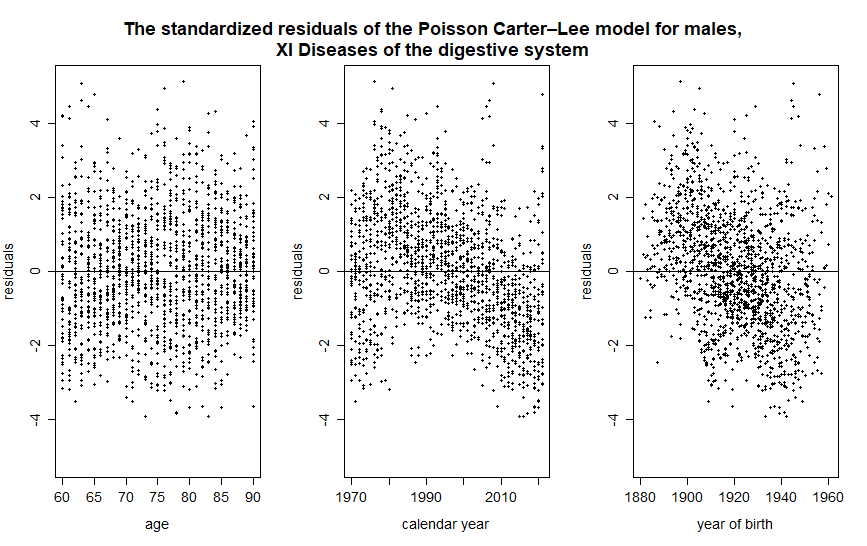 The standardized residuals of the Poisson Carter–Lee model for males,
XI Diseases of the digestive system
residuals
4
2
0
-2
-4
60 65 70 75 80 85 90
age
residuals
4
2
0
-2
-4
1970 1990 2010
calendar year
residuals
4
2
0
-2
-4
1880 1900 1920 1940 1960
year of birth